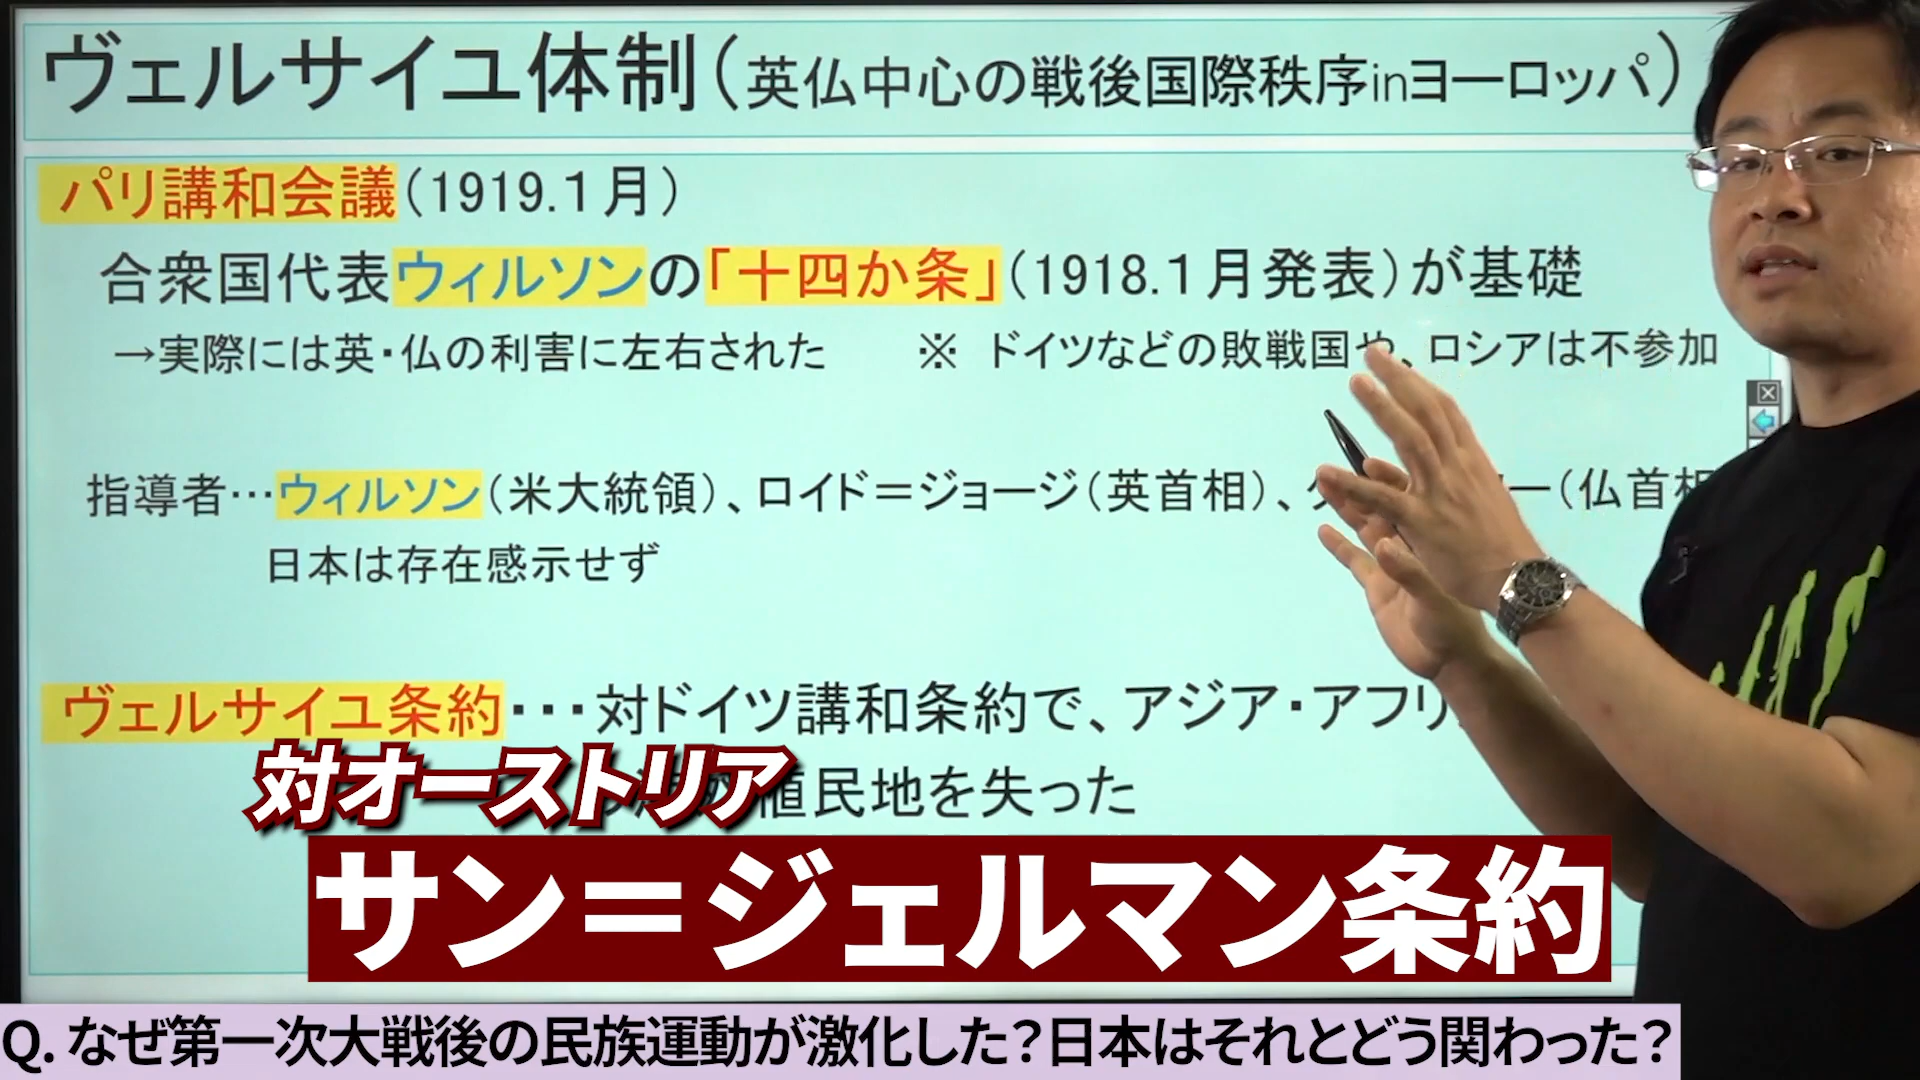 ヴェルサイユ体制（英仏中心の戦後国際秩序inヨーロッパ）
パリ講和会議（1919.1月）
合衆国代表ウィルソンの「十四か条」（1918.1月発表）が基礎
→実際には英・仏の利害に左右された　※ ドイツなどの敗戦国や、ロシアは不参加
指導者…ウィルソン（米大統領）、ロイド＝ジョージ（英首相）、ク　ー（仏首相
日本は存在感示せず
ヴェルサイユ条約・・・対ドイツ講和条約で、アジア・アフリ
植民地を失った
対オーストリア
サン＝ジェルマン条約
Q. なぜ第一次大戦後の民族運動が激化した？日本はそれとどう関わった？